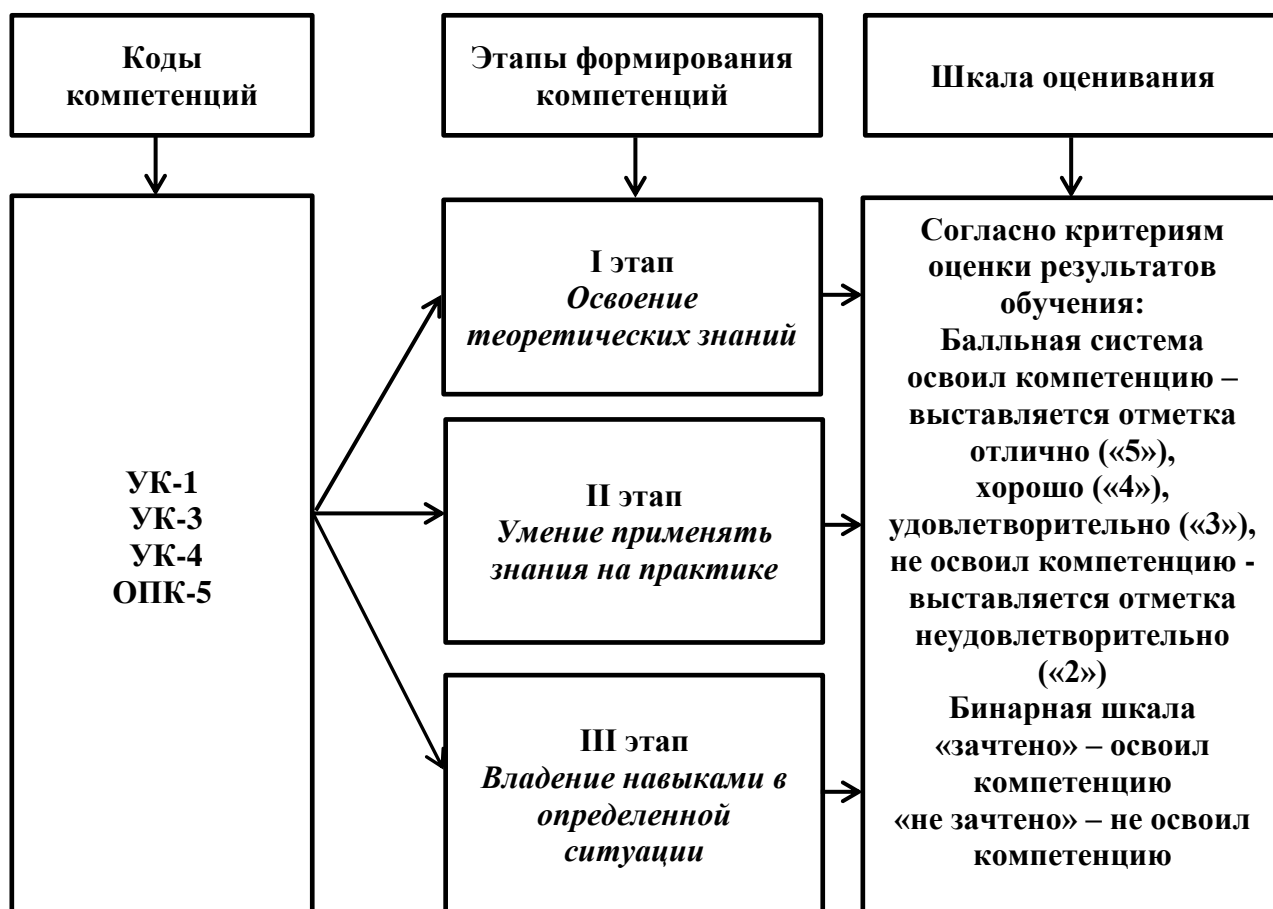 Коды
компетенций
Этапы формирования
компетенций
Шкала оценивания
УК-1
УК-3
УК-4
ОПК-5
I этап
Освоение
теоретических знаний
II этап
Умение применять
знания на практике
III этап
Владение навыками в
определенной
ситуации
Согласно критериям
оценки результатов
обучения:
Балльная система
освоил компетенцию –
выставляется отметка
отлично («5»),
хорошо («4»),
удовлетворительно («3»),
не освоил компетенцию -
выставляется отметка
неудовлетворительно
(«2»)
Бинарная шкала
«зачтено» – освоил
компетенцию
«не зачтено» – не освоил
компетенцию